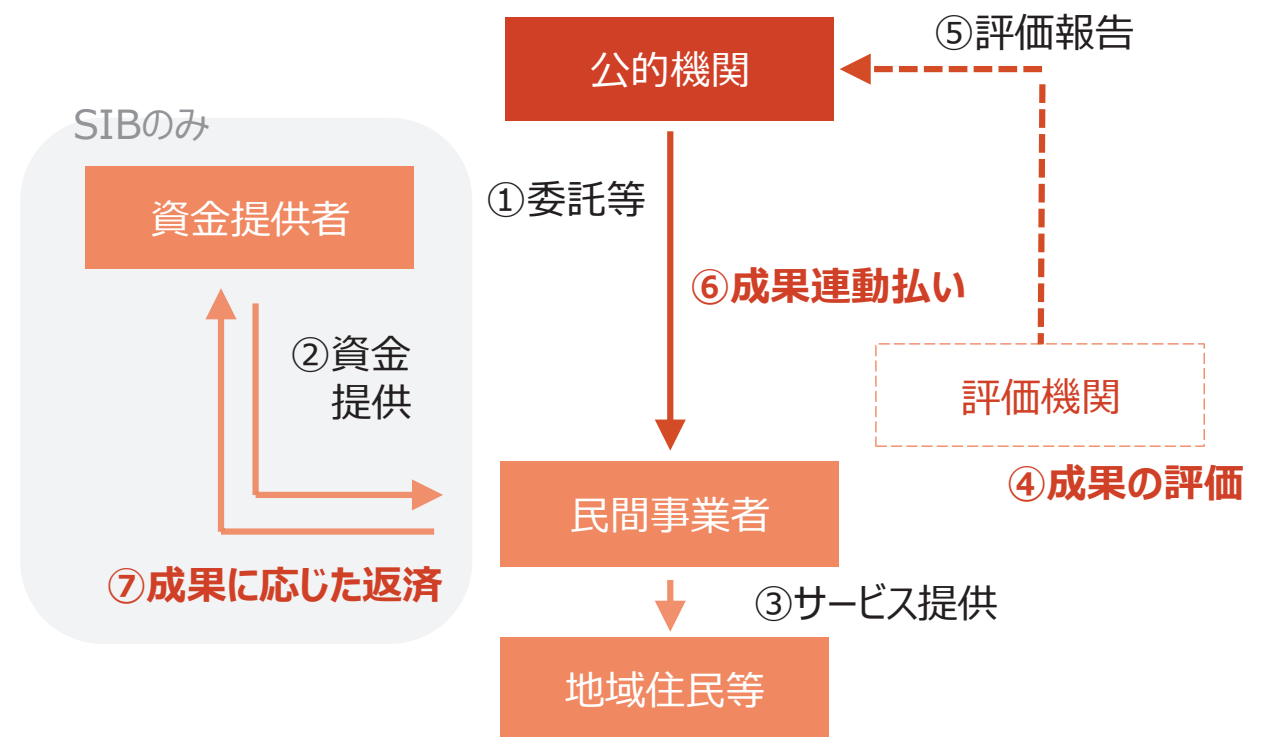 公的機関
⑤評価報告
SIBのみ
資金提供者
①委託等
⑥成果連動払い
②資金
提供
評価機関
④成果の評価
民間事業者
⑦成果に応じた返済
③サービス提供
地域住民等